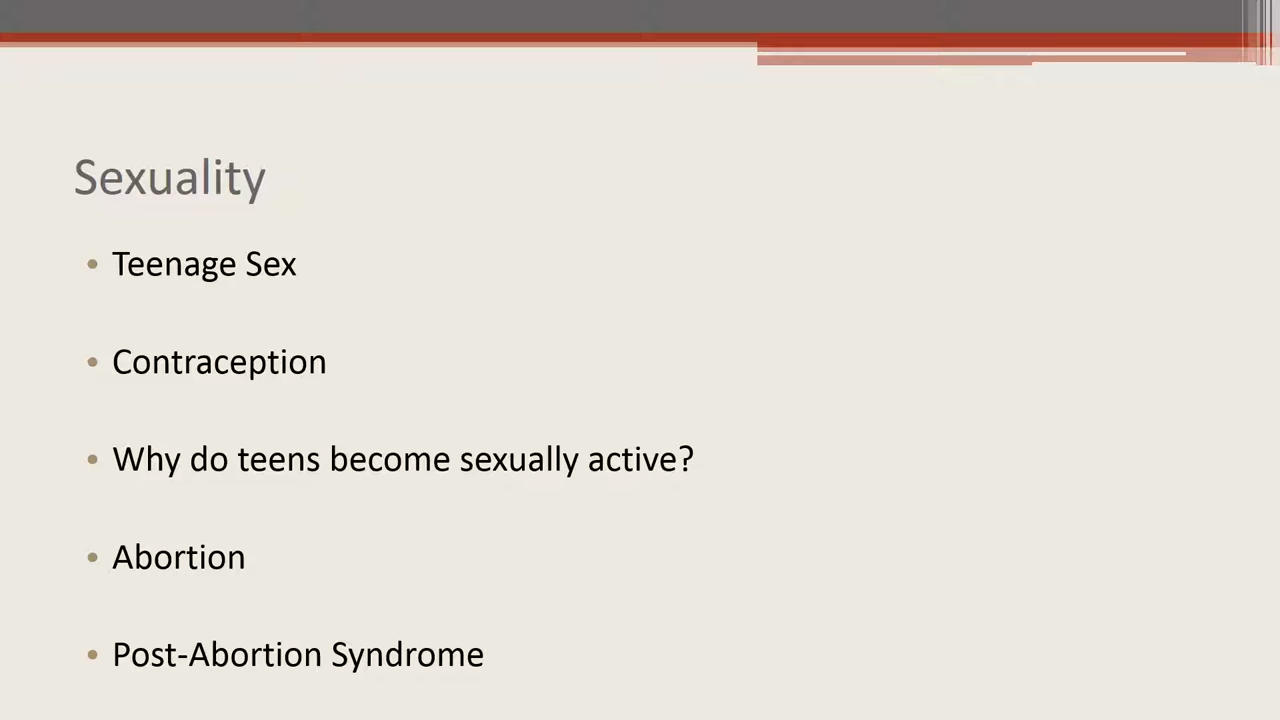 Sexuality
• Teenage Sex
• Contraception
• Why do teens become sexually active?
• Abortion
• Post-Abortion Syndrome